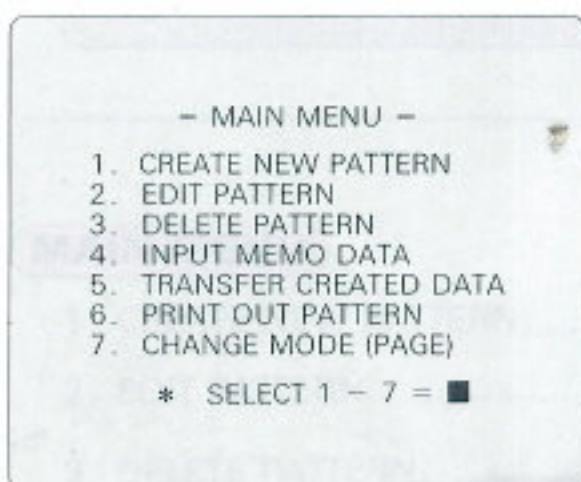 – MAIN MENU –
1. CREATE NEW PATTERN
2. EDIT PATTERN
3. DELETE PATTERN
4. INPUT MEMO DATA
5. TRANSFER CREATED DATA
6. PRINT OUT PATTERN
7. CHANGE MODE (PAGE)
* SELECT 1 – 7 = ■